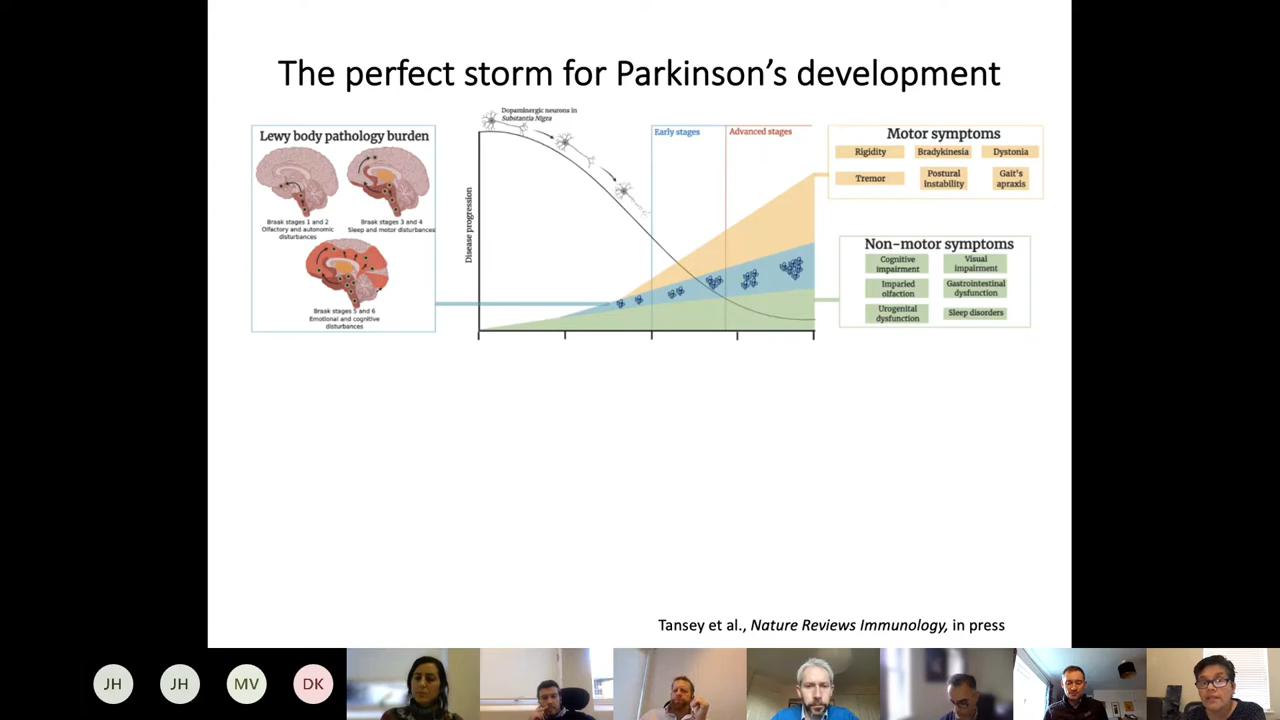 The perfect storm for Parkinson's development
Lewy body pathology burden
Braak stages 1 and 2
Olfactory and autonomic
disturbances
Braak stages 3 and 4
Sleep and motor disturbances
Braak stages 5 and 6
Emotional and cognitive
disturbances
Disease progression
Dopaminergic neurons in
Substantia Nigra
Early stages
Advanced stages
Motor symptoms
Rigidity
Bradykinesia
Dystonia
Tremor
Postural
instability
Gait's
apraxis
Non-motor symptoms
Cognitive
impairment
Visual
impairment
Imparied
olfaction
Gastrointestinal
dysfunction
Urogenital
dysfunction
Sleep disorders
Tansey et al., Nature Reviews Immunology, in press
JH
JH
MV
DK